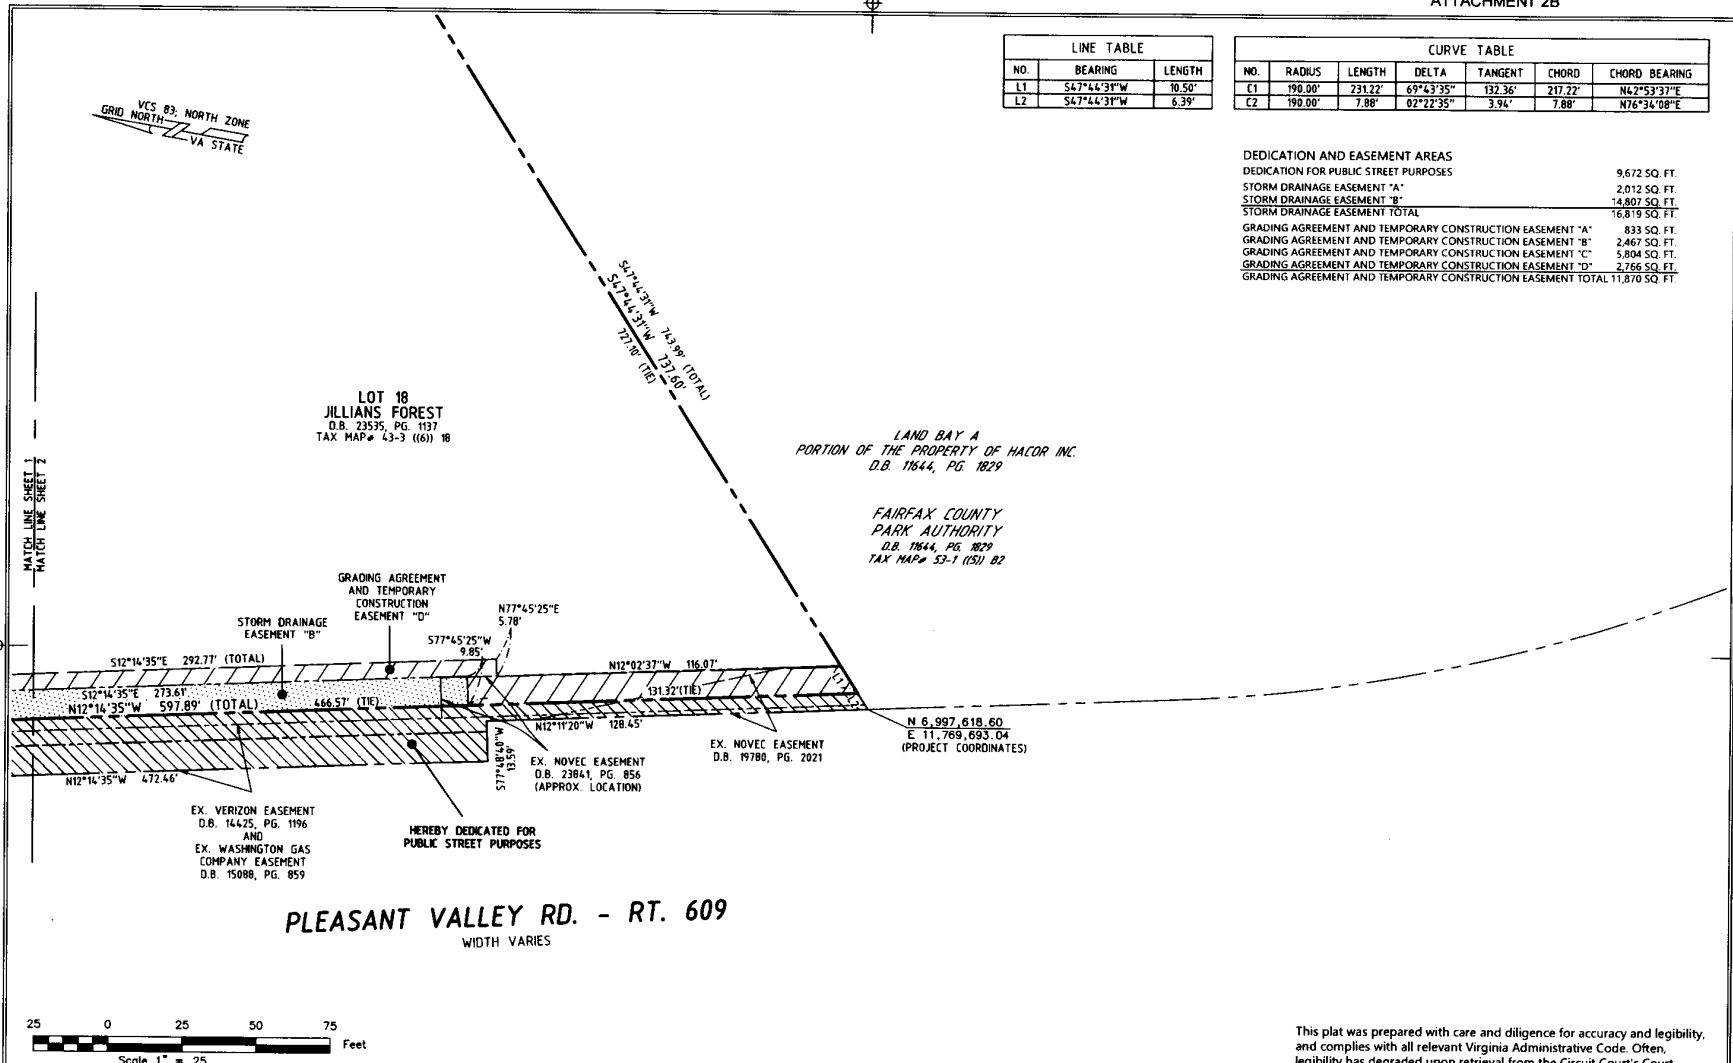 ATTACHMENT 2B
LINE TABLE
NO. BEARING LENGTH
L1 S47°44'31"W 10.50'
L2 S47°44'31"W 6.39'
CURVE TABLE
NO. RADIUS LENGTH DELTA TANGENT CHORD CHORD BEARING
C1 190.00' 231.22' 69°43'35" 132.36' 217.22' N42°53'37"E
C2 190.00' 7.88' 02°22'35" 3.94' 7.88' N76°34'08"E
VCS 83; NORTH ZONE
GRID NORTH
VA STATE
DEDICATION AND EASEMENT AREAS
DEDICATION FOR PUBLIC STREET PURPOSES 9,672 SQ. FT.
STORM DRAINAGE EASEMENT "A" 2,012 SQ. FT.
STORM DRAINAGE EASEMENT "B" 14,807 SQ. FT.
STORM DRAINAGE EASEMENT TOTAL 16,819 SQ. FT.
GRADING AGREEMENT AND TEMPORARY CONSTRUCTION EASEMENT "A" 833 SQ. FT.
GRADING AGREEMENT AND TEMPORARY CONSTRUCTION EASEMENT "B" 2,467 SQ. FT.
GRADING AGREEMENT AND TEMPORARY CONSTRUCTION EASEMENT "C" 5,804 SQ. FT.
GRADING AGREEMENT AND TEMPORARY CONSTRUCTION EASEMENT "D" 2,766 SQ. FT.
GRADING AGREEMENT AND TEMPORARY CONSTRUCTION EASEMENT TOTAL 11,870 SQ. FT.
S47°44'31"W 743.99' (TOTAL)
S47°44'31"W 737.60'
727.10' (TIE)
LOT 18
JILLIANS FOREST
D.B. 23535, PG. 1137
TAX MAP# 43-3 ((6)) 18
LAND BAY A
PORTION OF THE PROPERTY OF HACOR INC.
D.B. 11644, PG. 1829
FAIRFAX COUNTY
PARK AUTHORITY
D.B. 11644, PG. 1829
TAX MAP# 53-1 ((5)) B2
MATCH LINE SHEET 1
MATCH LINE SHEET 2
GRADING AGREEMENT
AND TEMPORARY
CONSTRUCTION
EASEMENT "D"
STORM DRAINAGE
EASEMENT "B"
N77°45'25"E
5.78'
S77°45'25"W
9.85'
S12°14'35"E 292.77' (TOTAL)
N12°02'37"W 116.07'
S12°14'35"E 273.61'
131.32'(TIE)
L1
N12°14'35"W 597.89' (TOTAL) 466.57' (TIE)
N12°11'20"W 128.45'
N 6,997,618.60
E 11,769,693.04
(PROJECT COORDINATES)
N12°14'35"W 472.46'
S77°48'40"W
13.59'
EX. NOVEC EASEMENT
D.B. 23841, PG. 856
(APPROX. LOCATION)
EX. NOVEC EASEMENT
D.B. 19780, PG. 2021
EX. VERIZON EASEMENT
D.B. 14425, PG. 1196
AND
EX. WASHINGTON GAS
COMPANY EASEMENT
D.B. 15088, PG. 859
HEREBY DEDICATED FOR
PUBLIC STREET PURPOSES
PLEASANT VALLEY RD. - RT. 609
WIDTH VARIES
25 0 25 50 75
Feet
Scale 1" = 25
This plat was prepared with care and diligence for accuracy and legibility,
and complies with all relevant Virginia Administrative Code. Often,
legibility has degraded upon retrieval from the Circuit Court's Court